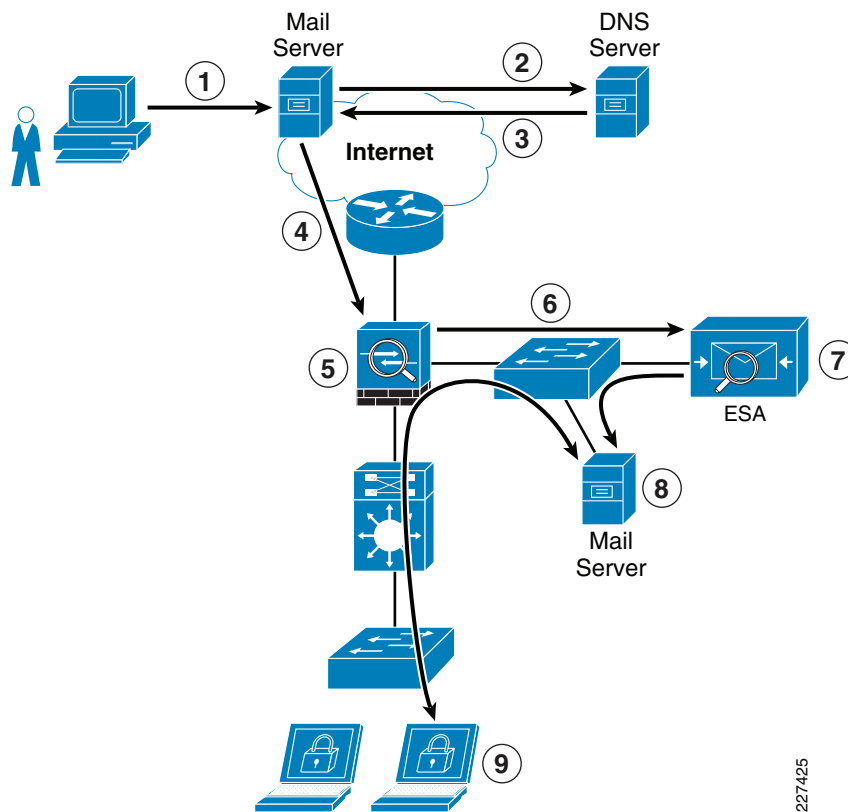 Mail
Server
DNS
Server
1
2
3
Internet
4
5
6
7
ESA
8
Mail
Server
9
227425